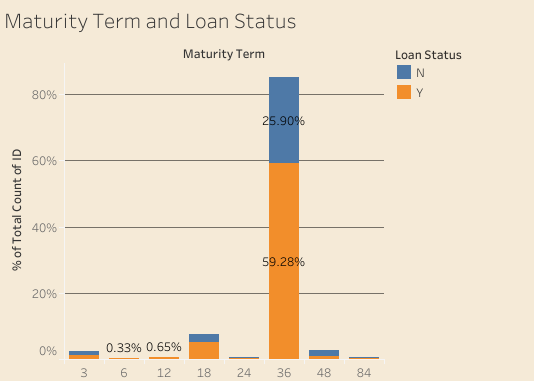 Maturity Term and Loan Status
Maturity Term
Loan Status
N
Y
% of Total Count of ID
80%
60%
40%
20%
0%
25.90%
59.28%
0.33% 0.65%
3 6 12 18 24 36 48 84